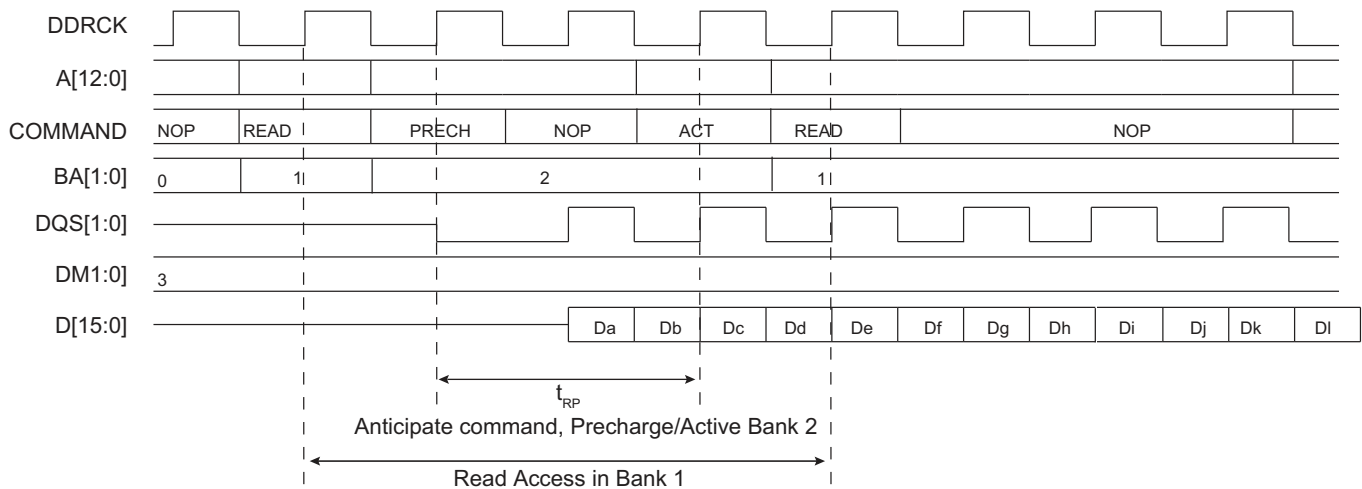 DDRCK
A[12:0]
COMMAND NOP READ PRECH NOP ACT READ NOP
BA[1:0] 0 1 2 1
DQS[1:0]
DM1:0] 3
D[15:0] Da Db Dc Dd De Df Dg Dh Di Dj Dk Dl
tRP
Anticipate command, Precharge/Active Bank 2
Read Access in Bank 1